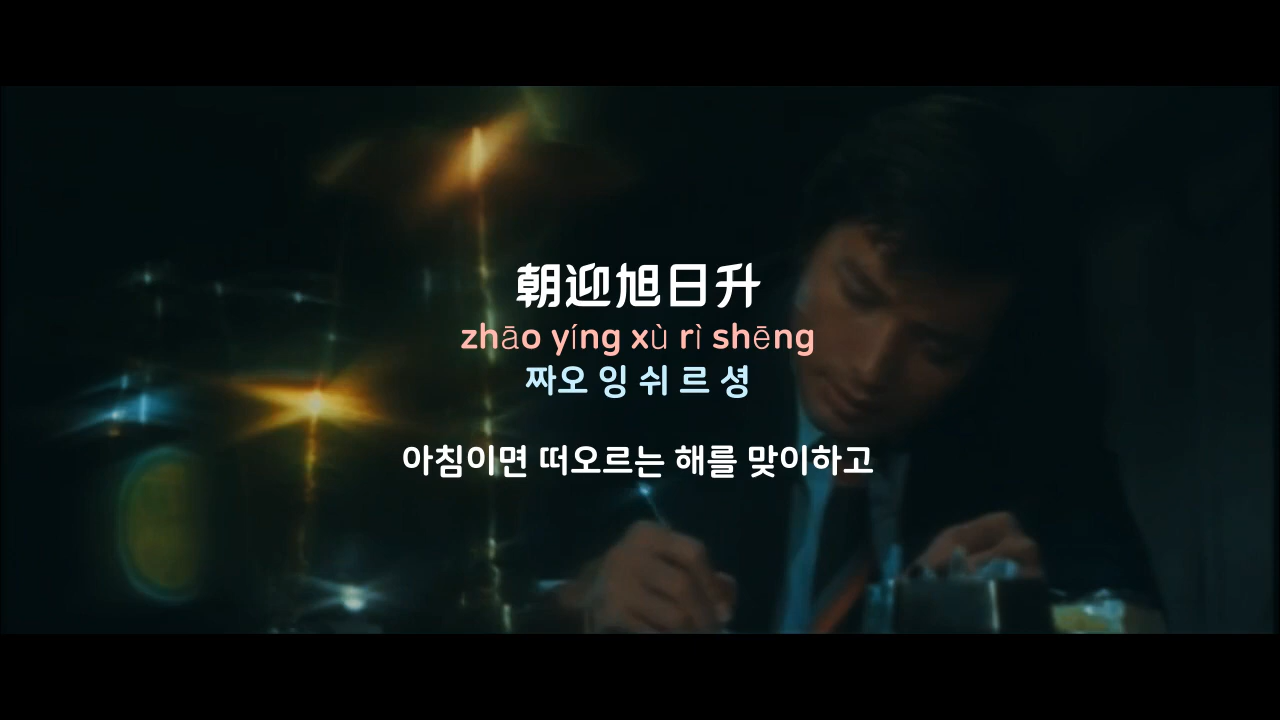 朝迎旭日升
zhāo yíng xù rì shēng
짜오 잉 쉬 르 셩
아침이면 떠오르는 해를 맞이하고